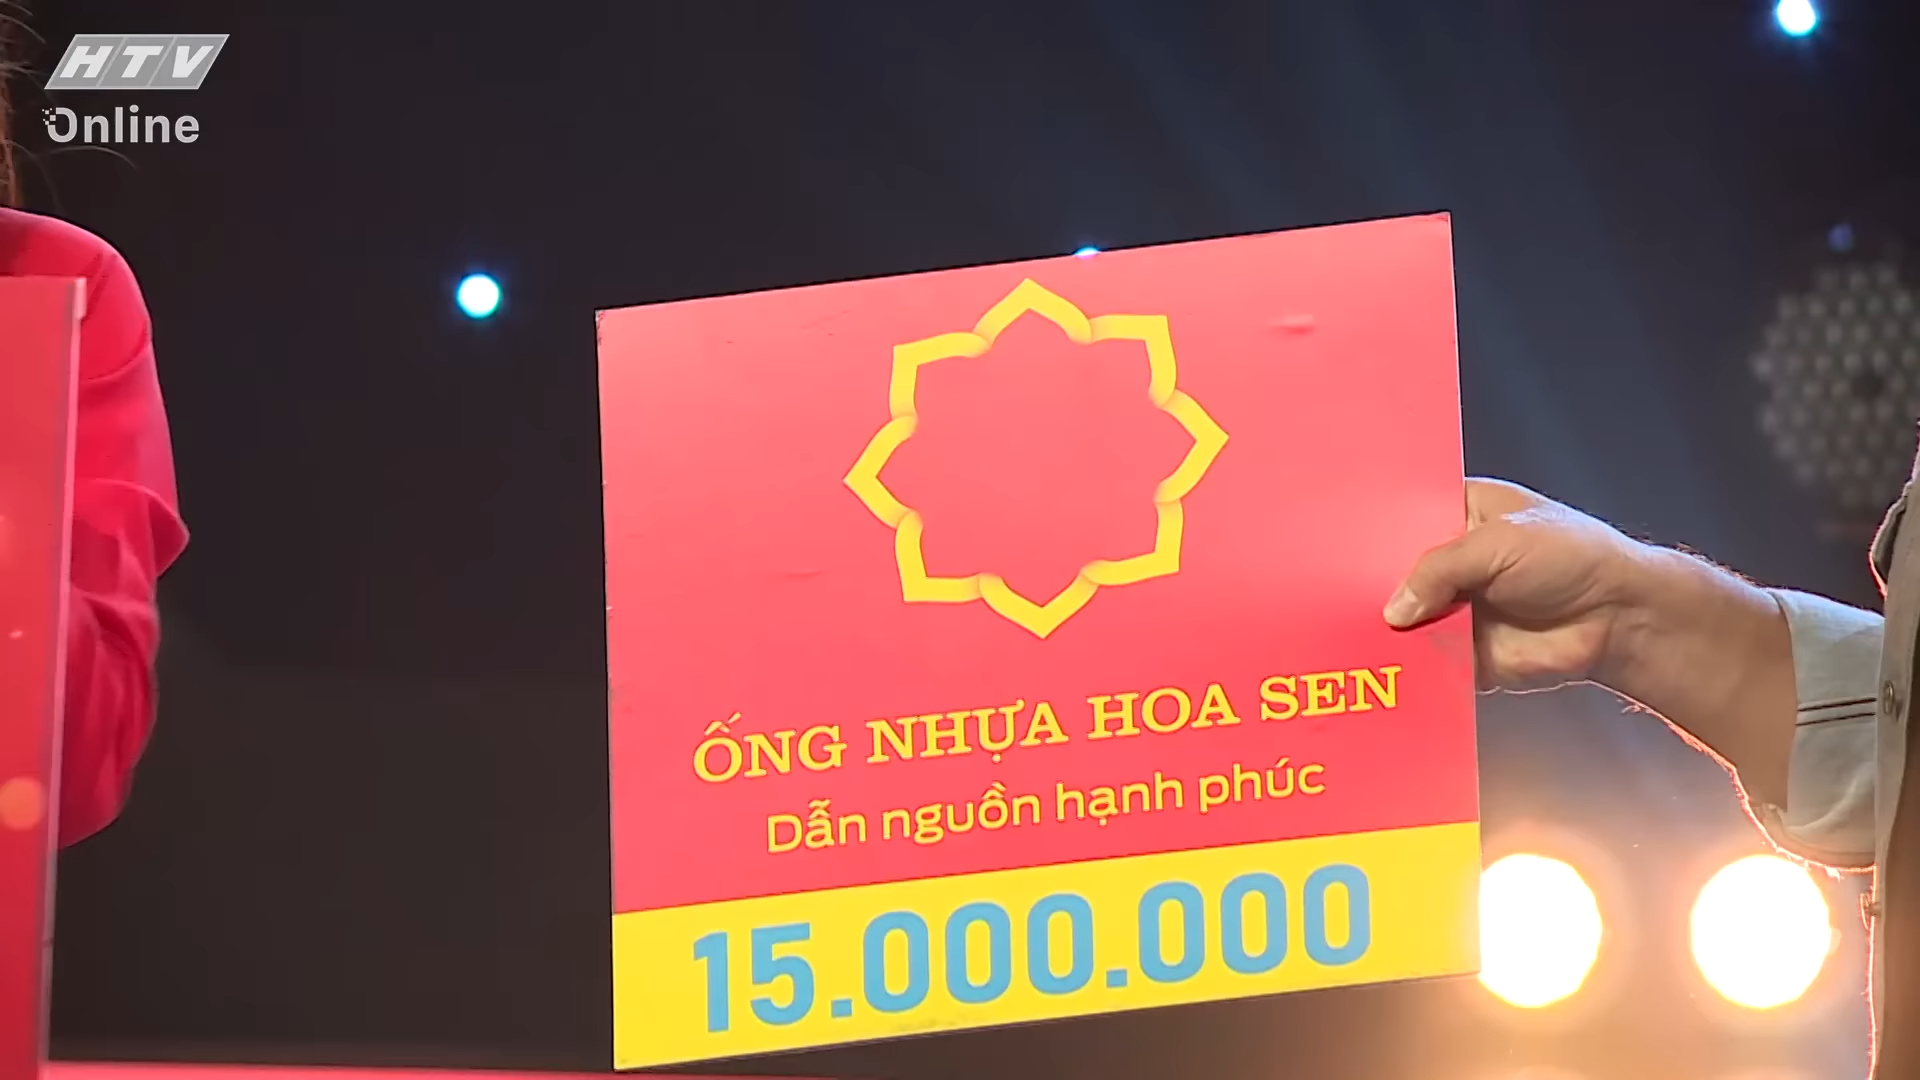 HTV
Online
ỐNG NHỰA HOA SEN
Dẫn nguồn hạnh phúc
15.000.000